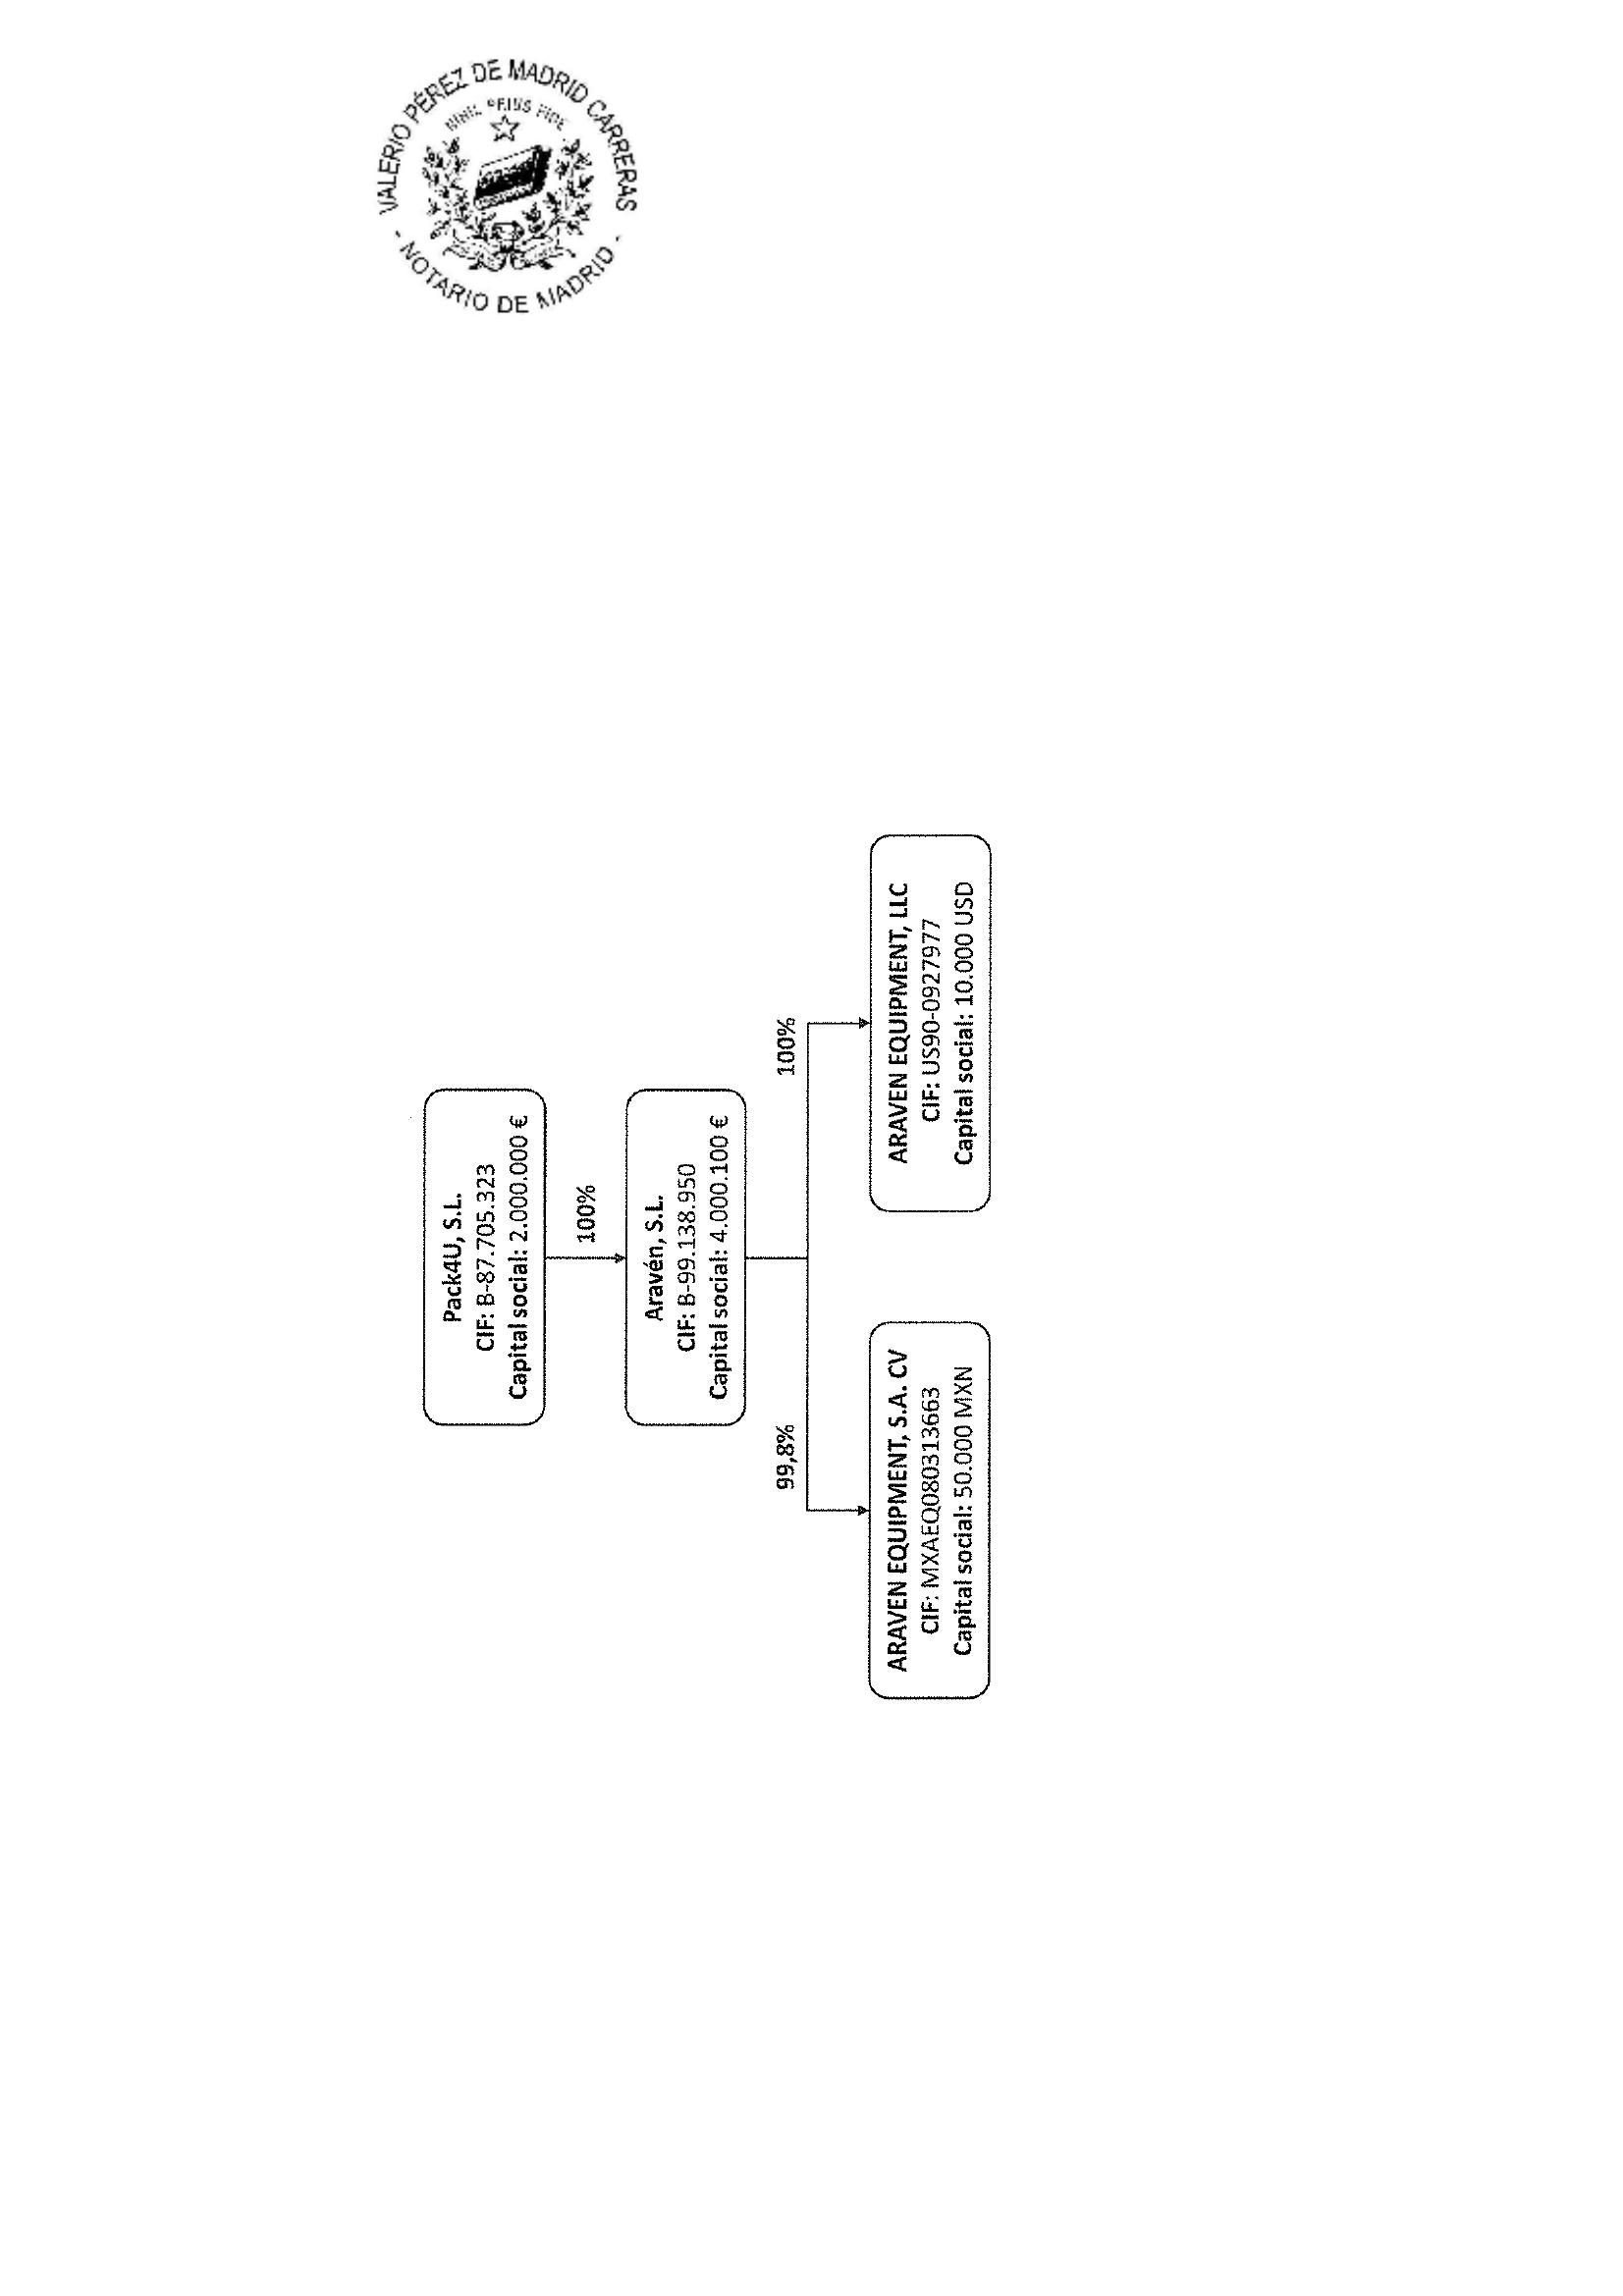 VALERIO PÉREZ DE MADRID CARRERAS
- NOTARIO DE MADRID -
NIHIL FIDE
Pack4U, S.L.
CIF: B-87.705.323
Capital social: 2.000.000 €
100%
Aravén, S.L.
CIF: B-99.138.950
Capital social: 4.000.100 €
99,8%
100%
ARAVEN EQUIPMENT, S.A. CV
CIF: MXAEQ080313663
Capital social: 50.000 MXN
ARAVEN EQUIPMENT, LLC
CIF: US90-0927977
Capital social: 10.000 USD